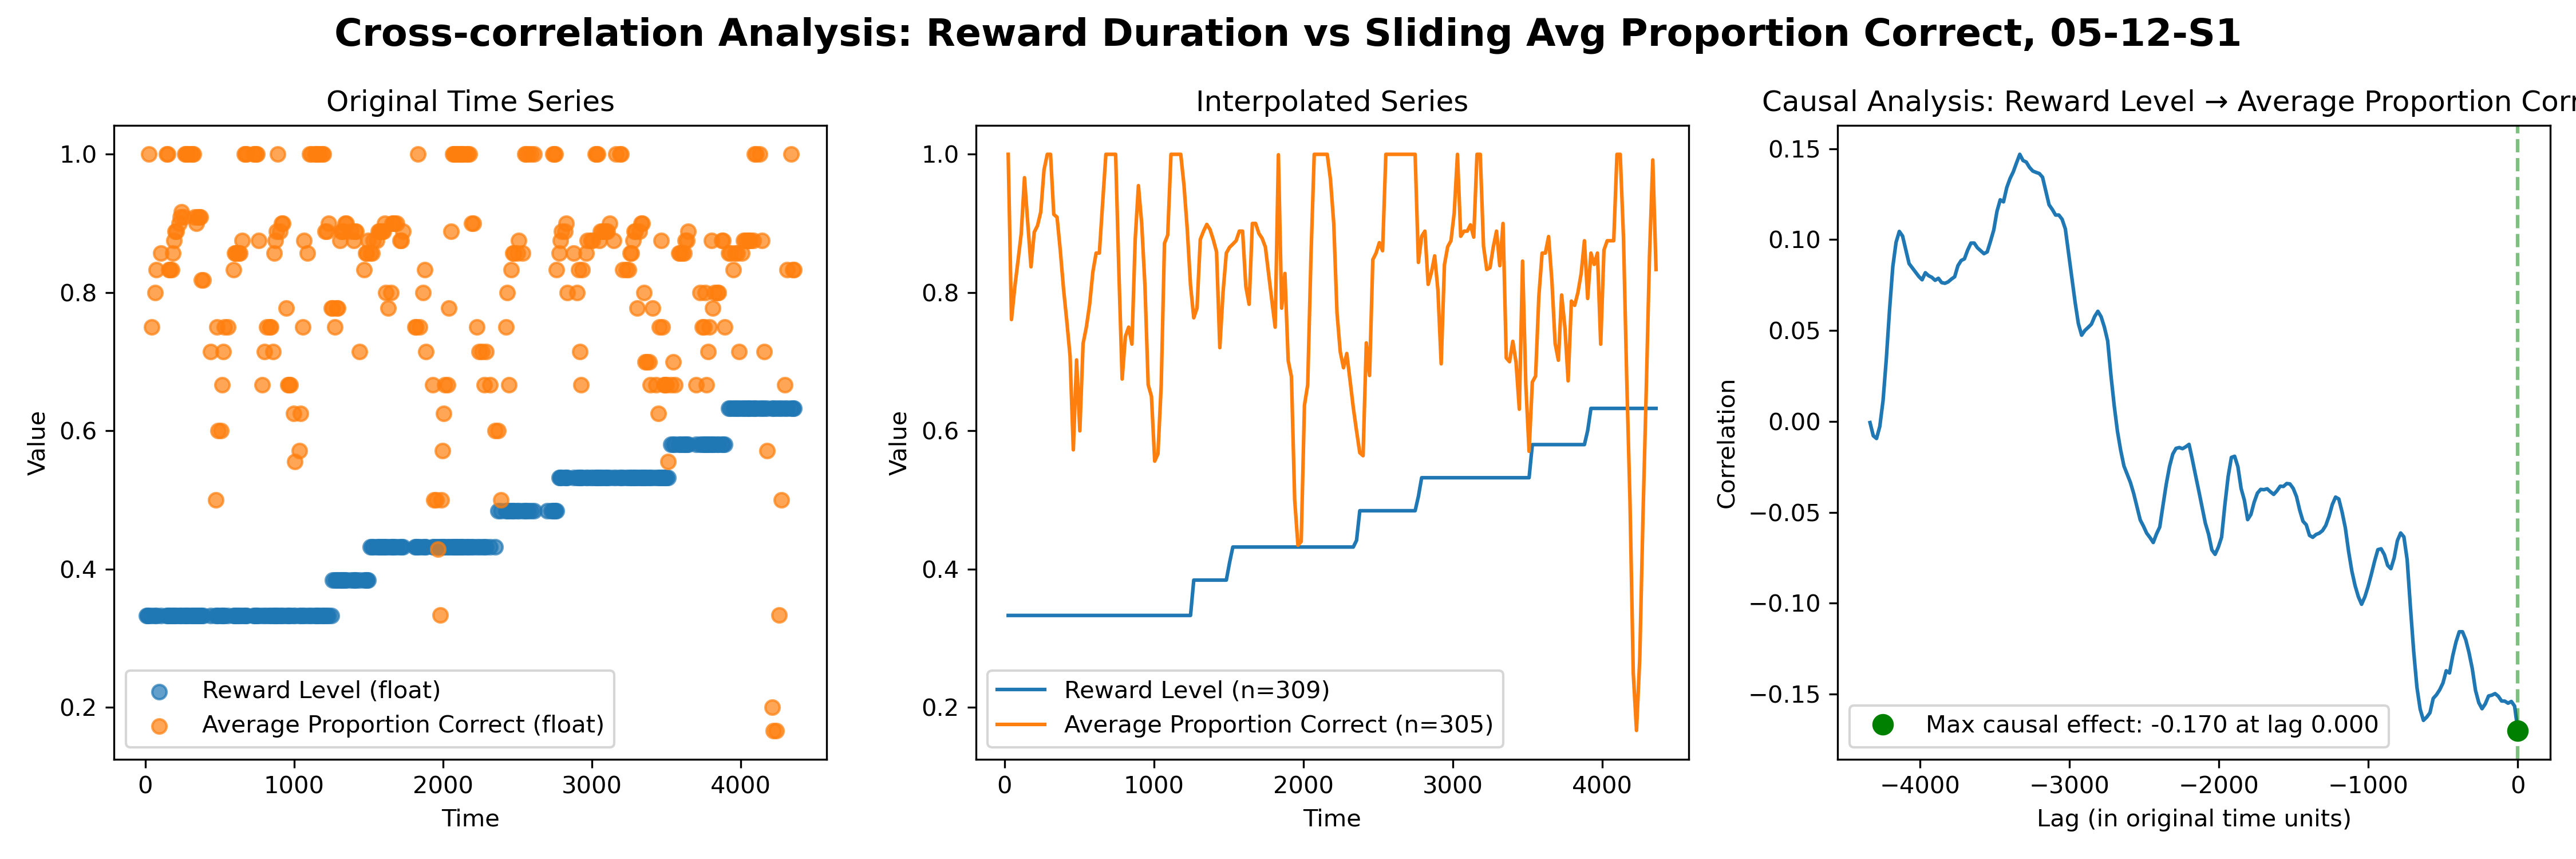 Cross-correlation Analysis: Reward Duration vs Sliding Avg Proportion Correct, 05-12-S1
Original Time Series
Value
1.0
0.8
0.6
0.4
0.2
0
1000
2000
3000
4000
Time
Reward Level (float)
Average Proportion Correct (float)
Interpolated Series
Value
1.0
0.8
0.6
0.4
0.2
0
1000
2000
3000
4000
Time
Reward Level (n=309)
Average Proportion Correct (n=305)
Causal Analysis: Reward Level → Average Proportion Corr
Correlation
0.15
0.10
0.05
0.00
−0.05
−0.10
−0.15
−4000
−3000
−2000
−1000
0
Lag (in original time units)
Max causal effect: -0.170 at lag 0.000